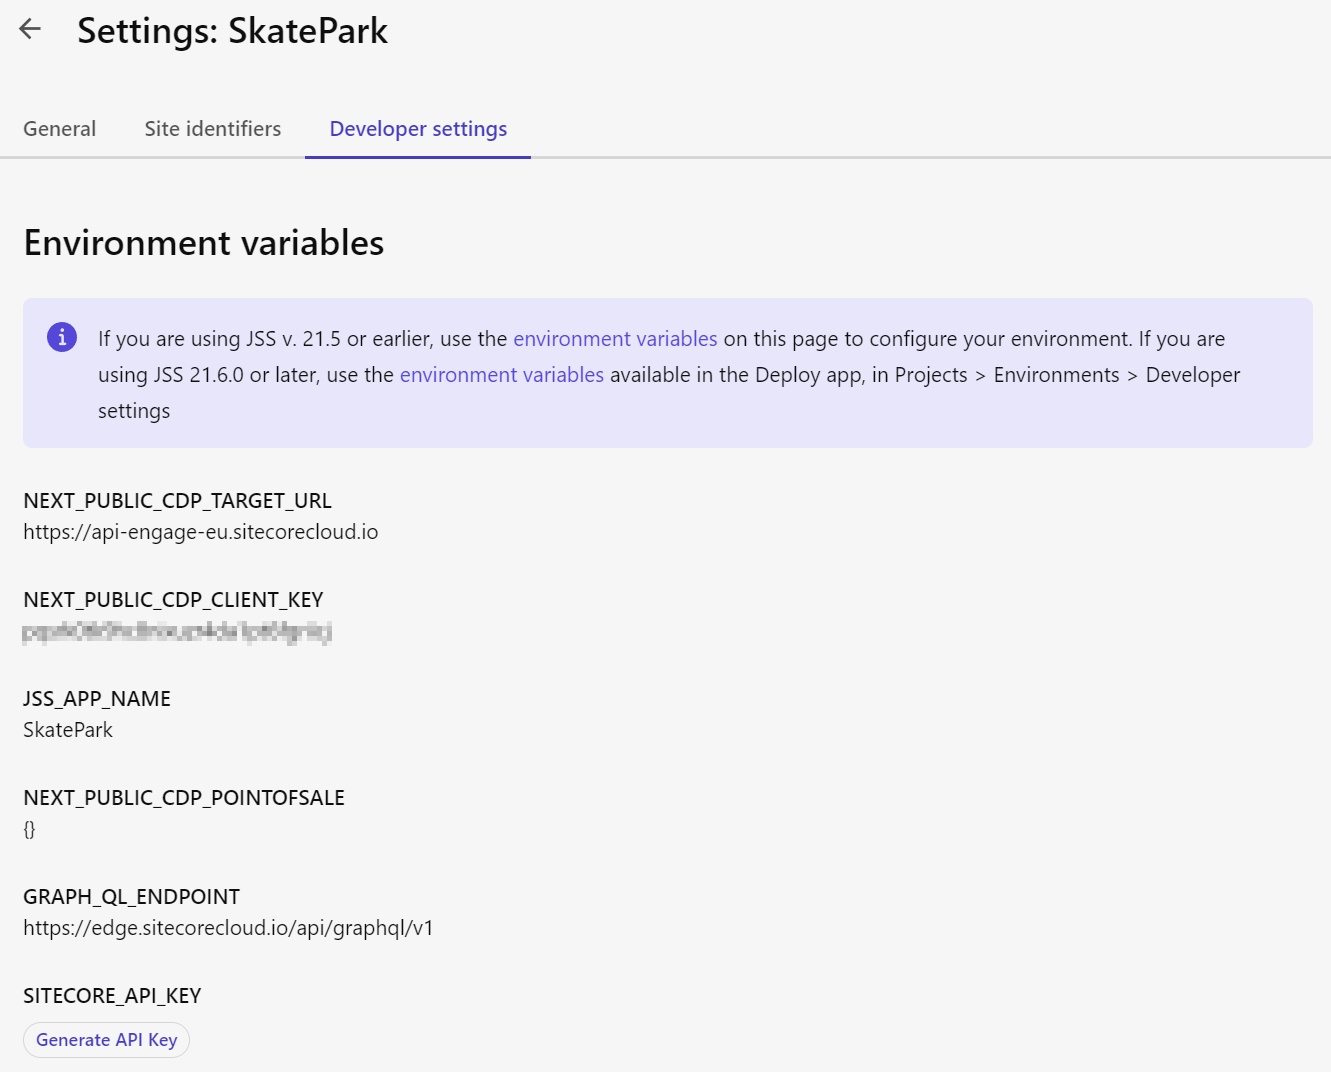 Settings: SkatePark
General
Site identifiers
Developer settings
Environment variables
If you are using JSS v. 21.5 or earlier, use the environment variables on this page to configure your environment. If you are
using JSS 21.6.0 or later, use the environment variables available in the Deploy app, in Projects > Environments > Developer
settings
NEXT_PUBLIC_CDP_TARGET_URL
https://api-engage-eu.sitecorecloud.io
NEXT_PUBLIC_CDP_CLIENT_KEY
JSS_APP_NAME
SkatePark
NEXT_PUBLIC_CDP_POINTOFSALE
{}
GRAPH_QL_ENDPOINT
https://edge.sitecorecloud.io/api/graphql/v1
SITECORE_API_KEY
Generate API Key